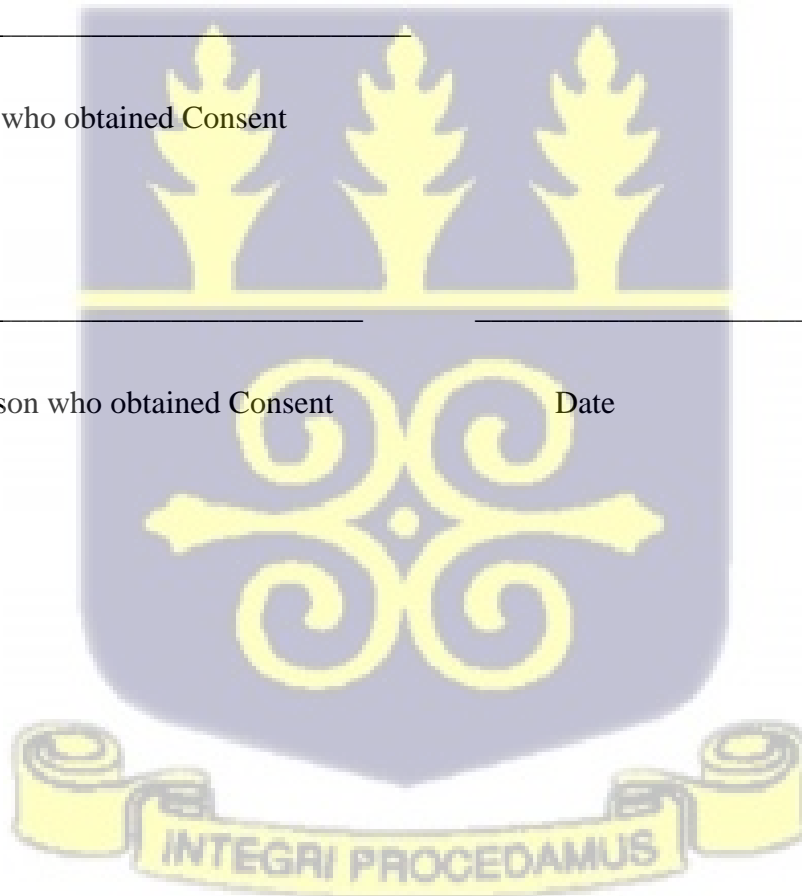 who obtained Consent
son who obtained Consent Date
INTEGRI PROCEDAMUS